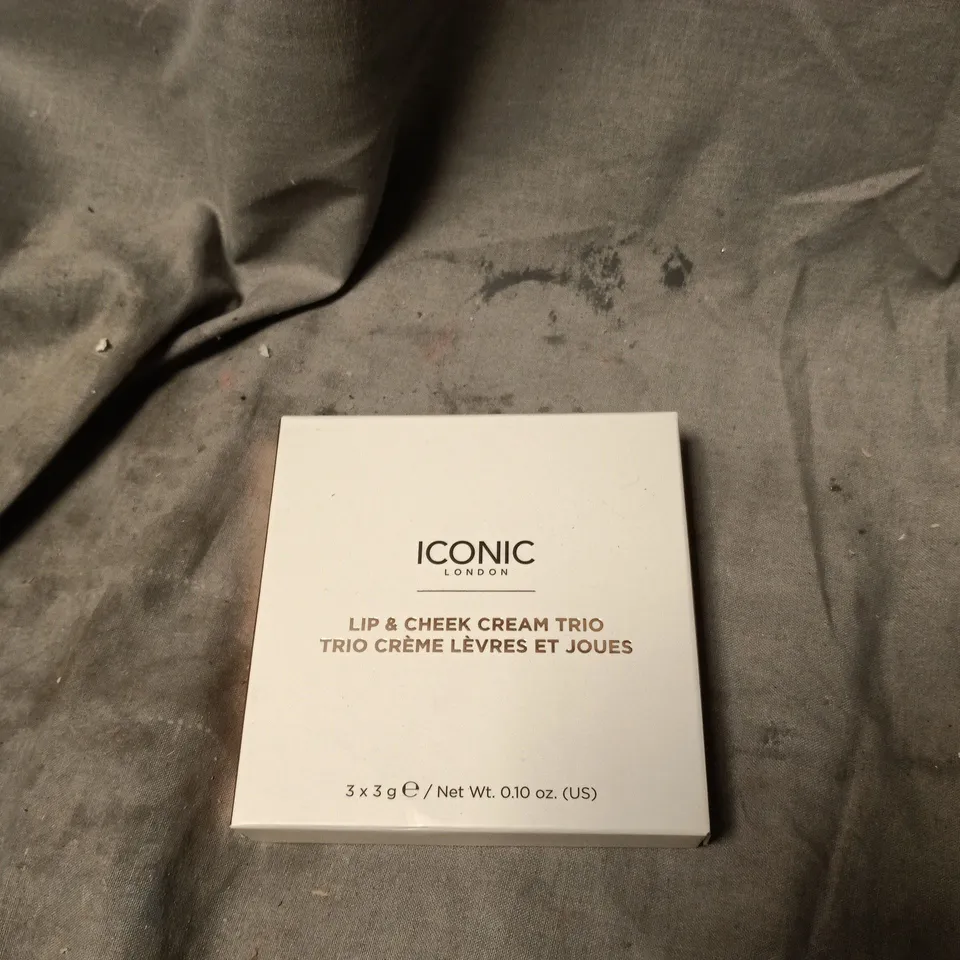 ICONIC
LONDON
LIP & CHEEK CREAM TRIO
TRIO CRÈME LÈVRES ET JOUES
3 x 3 g ℮ / Net Wt. 0.10 oz. (US)